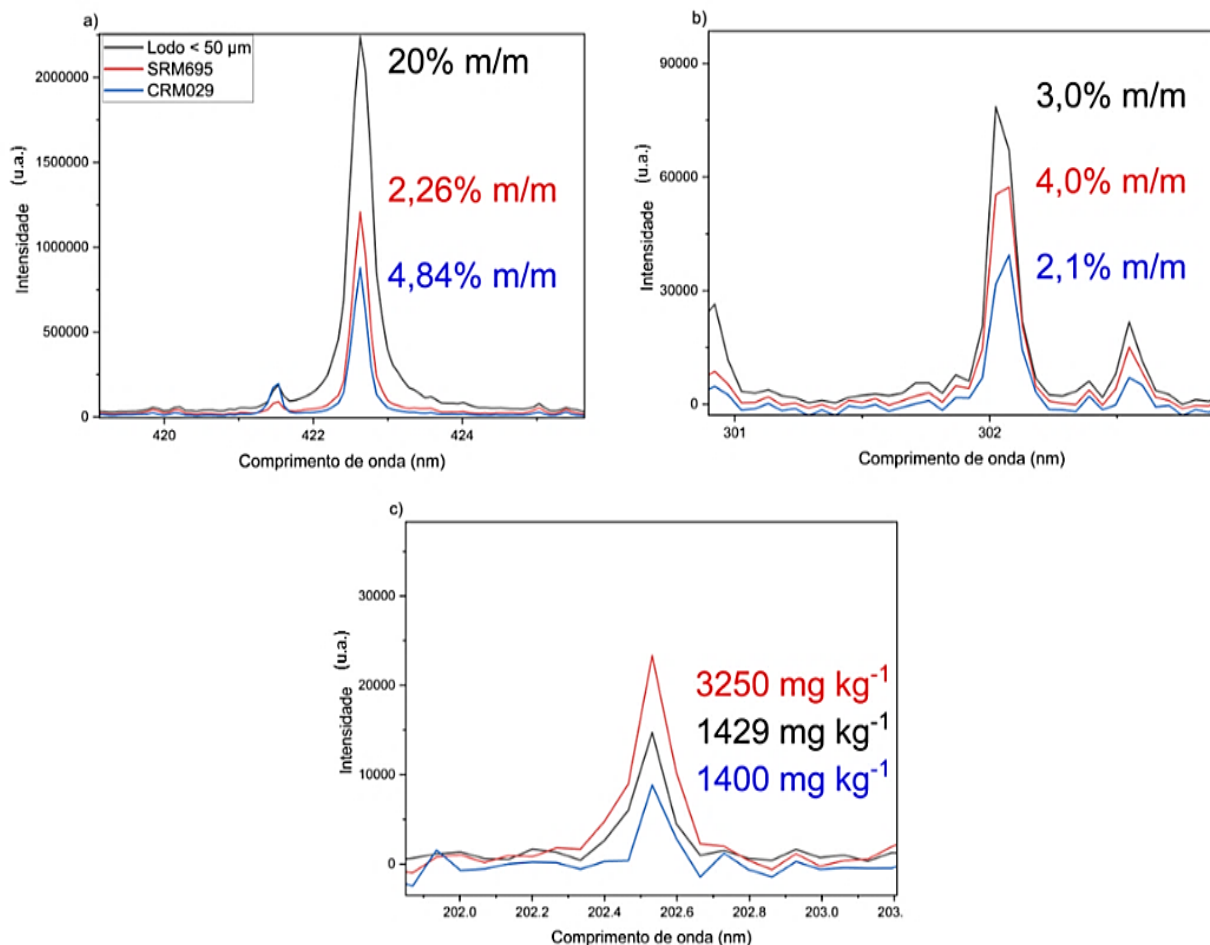 a)
Lodo < 50 µm
SRM695
CRM029
20% m/m
2,26% m/m
4,84% m/m
2000000
1500000
1000000
500000
0
Intensidade (u.a.)
420
422
424
Comprimento de onda (nm)
b)
3,0% m/m
4,0% m/m
2,1% m/m
90000
60000
30000
0
Intensidade (u.a.)
301
302
Comprimento de onda (nm)
c)
3250 mg kg⁻¹
1429 mg kg⁻¹
1400 mg kg⁻¹
30000
20000
10000
0
Intensidade (u.a.)
202.0
202.2
202.4
202.6
202.8
203.0
203.
Comprimento de onda (nm)